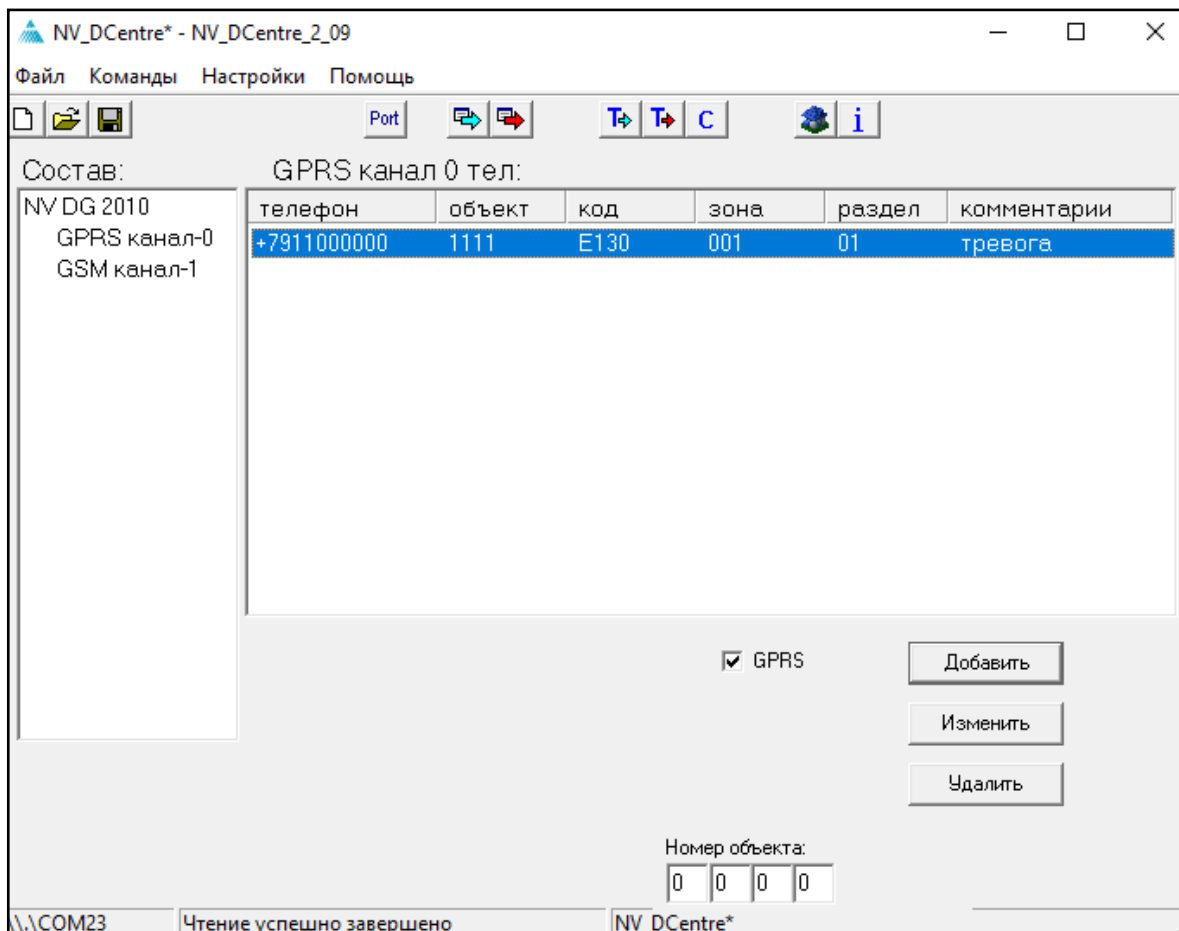 NV_DCentre* - NV_DCentre_2_09
Файл Команды Настройки Помощь
Port T T C i
Состав: GPRS канал 0 тел:
NV DG 2010
GPRS канал-0
GSM канал-1
телефон объект код зона раздел комментарии
+7911000000 1111 E130 001 01 тревога
GPRS
Добавить
Изменить
Удалить
Номер объекта:
0 0 0 0
\\.\COM23 Чтение успешно завершено NV_DCentre*